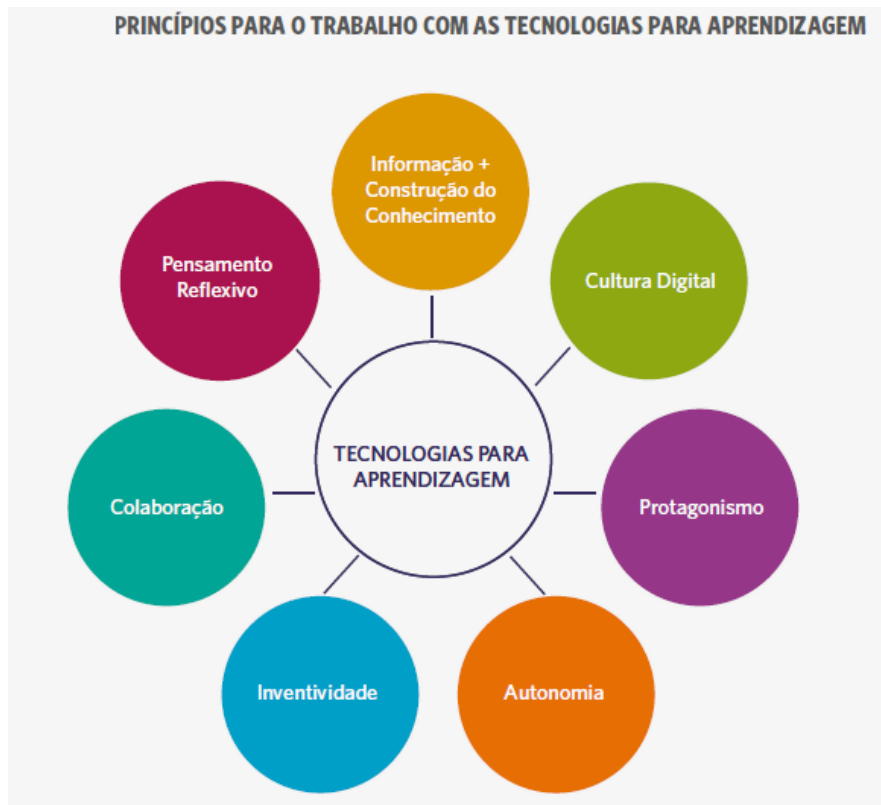 PRINCÍPIOS PARA O TRABALHO COM AS TECNOLOGIAS PARA APRENDIZAGEM
Informação +
Construção do
Conhecimento
Cultura Digital
Protagonismo
Autonomia
Inventividade
Colaboração
Pensamento
Reflexivo
TECNOLOGIAS PARA
APRENDIZAGEM